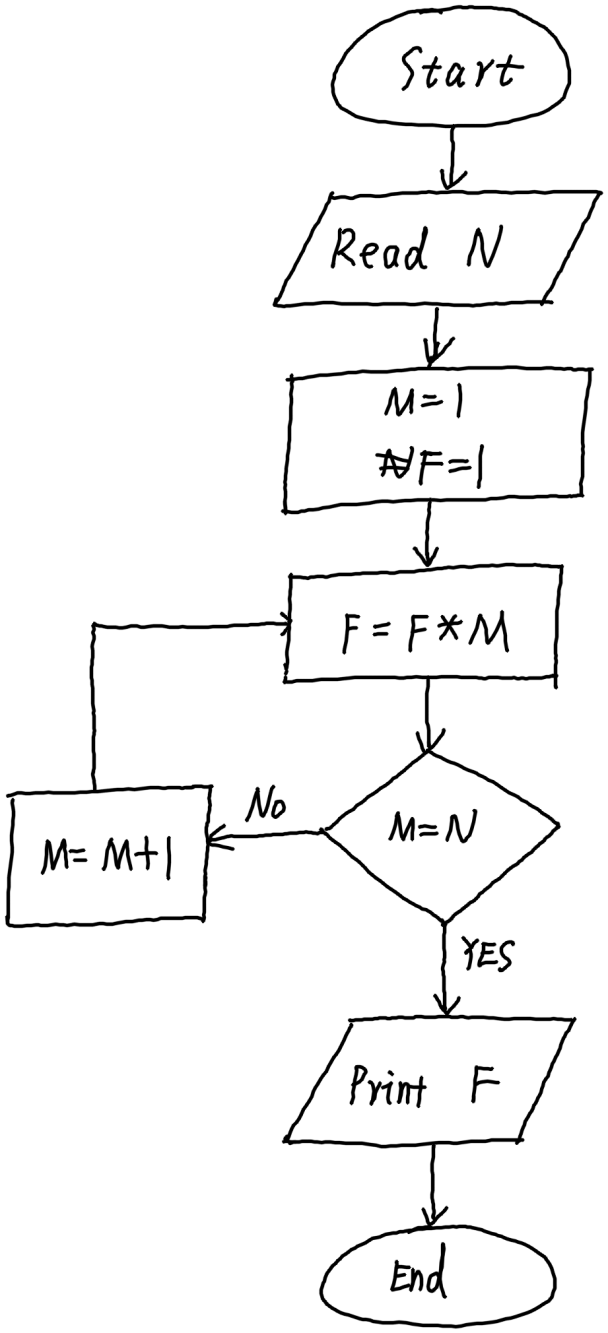 Start
Read N
M=1
F=1
F=F*M
M=N
No
M=M+1
YES
Print F
End